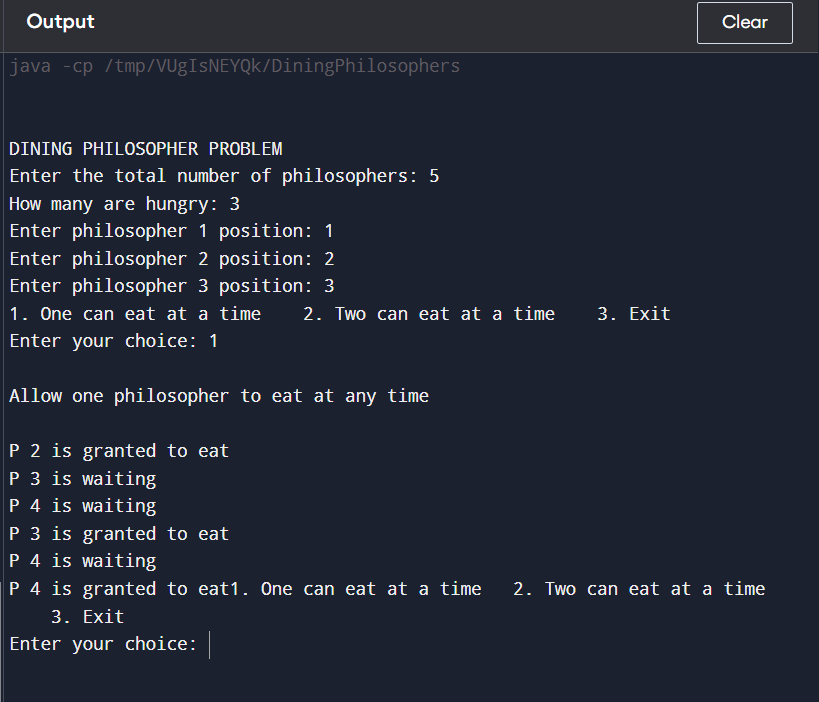 Output
Clear
java -cp /tmp/VUgIsNEYQk/DiningPhilosophers
DINING PHILOSOPHER PROBLEM
Enter the total number of philosophers: 5
How many are hungry: 3
Enter philosopher 1 position: 1
Enter philosopher 2 position: 2
Enter philosopher 3 position: 3
1. One can eat at a time    2. Two can eat at a time    3. Exit
Enter your choice: 1
Allow one philosopher to eat at any time
P 2 is granted to eat
P 3 is waiting
P 4 is waiting
P 3 is granted to eat
P 4 is waiting
P 4 is granted to eat1. One can eat at a time   2. Two can eat at a time
    3. Exit
Enter your choice: